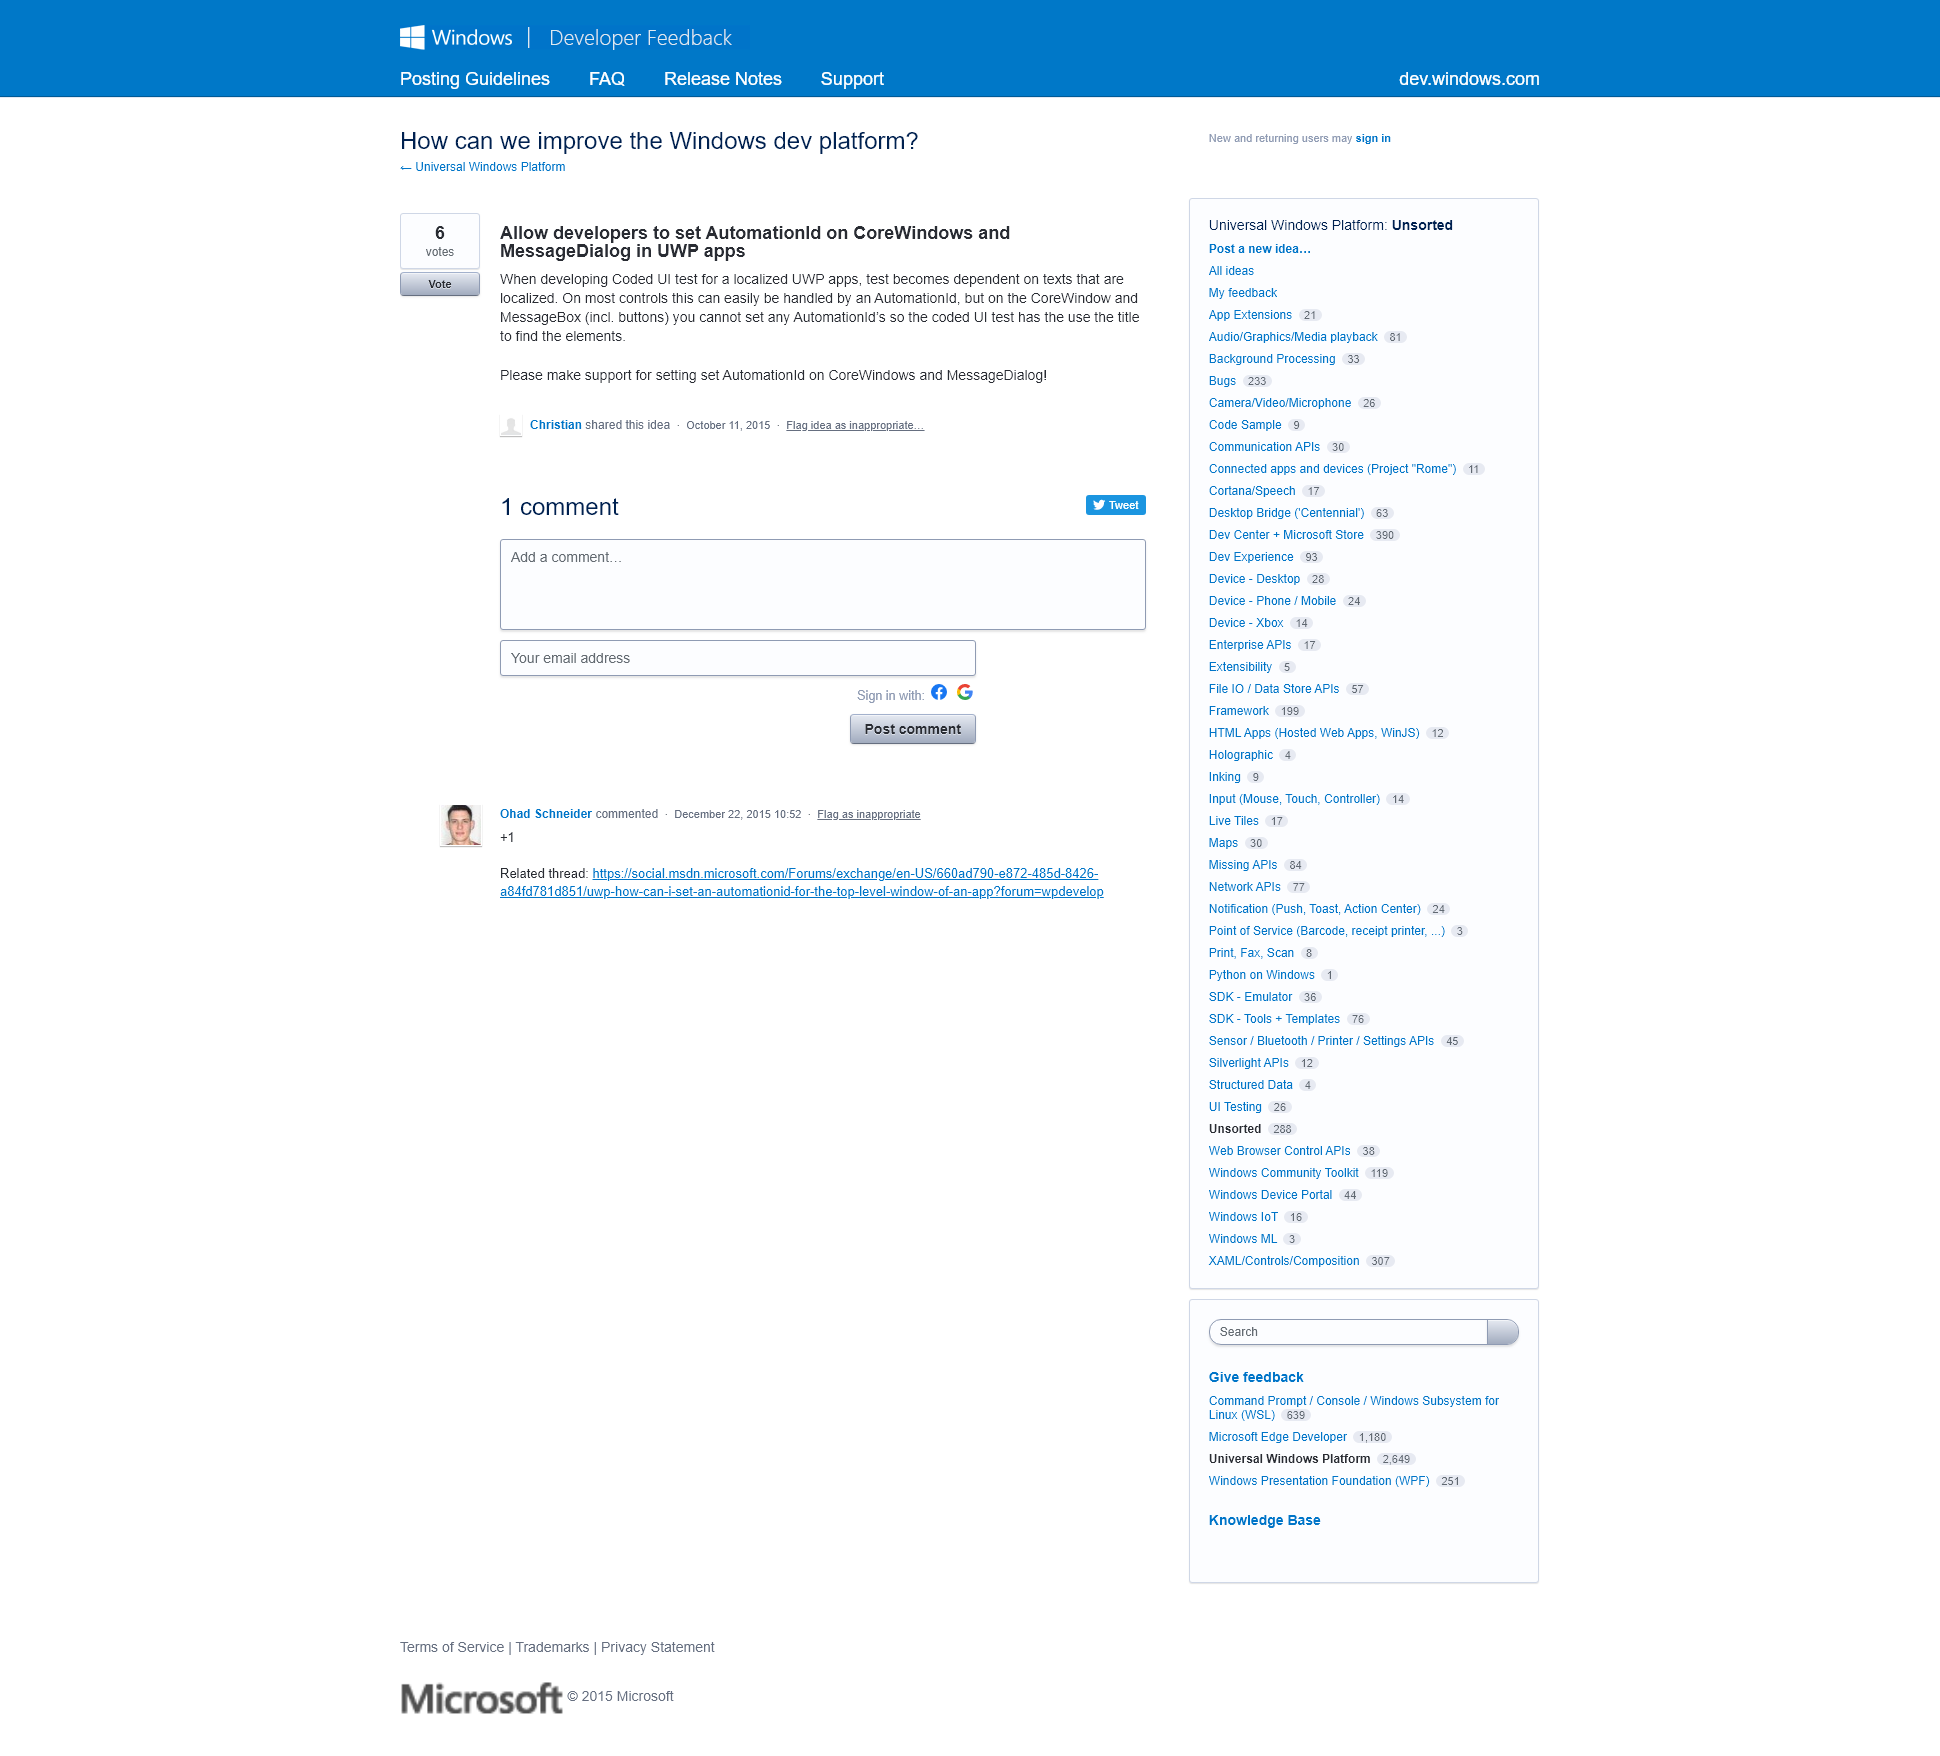 Windows | Developer Feedback
Posting Guidelines FAQ Release Notes Support dev.windows.com
How can we improve the Windows dev platform?
← Universal Windows Platform
New and returning users may sign in
6
votes
Vote
Allow developers to set AutomationId on CoreWindows and
MessageDialog in UWP apps
When developing Coded UI test for a localized UWP apps, test becomes dependent on texts that are
localized. On most controls this can easily be handled by an AutomationId, but on the CoreWindow and
MessageBox (incl. buttons) you cannot set any AutomationId's so the coded UI test has the use the title
to find the elements.
Please make support for setting set AutomationId on CoreWindows and MessageDialog!
Christian shared this idea · October 11, 2015 · Flag idea as inappropriate…
1 comment
Tweet
Add a comment…
Your email address
Sign in with:
Post comment
Ohad Schneider commented · December 22, 2015 10:52 · Flag as inappropriate
+1
Related thread: https://social.msdn.microsoft.com/Forums/exchange/en-US/660ad790-e872-485d-8426-
a84fd781d851/uwp-how-can-i-set-an-automationid-for-the-top-level-window-of-an-app?forum=wpdevelop
Universal Windows Platform: Unsorted
Post a new idea…
All ideas
My feedback
App Extensions 21
Audio/Graphics/Media playback 81
Background Processing 33
Bugs 233
Camera/Video/Microphone 26
Code Sample 9
Communication APIs 30
Connected apps and devices (Project "Rome") 11
Cortana/Speech 17
Desktop Bridge ('Centennial') 63
Dev Center + Microsoft Store 390
Dev Experience 93
Device - Desktop 28
Device - Phone / Mobile 24
Device - Xbox 14
Enterprise APIs 17
Extensibility 5
File IO / Data Store APIs 57
Framework 199
HTML Apps (Hosted Web Apps, WinJS) 12
Holographic 4
Inking 9
Input (Mouse, Touch, Controller) 14
Live Tiles 17
Maps 30
Missing APIs 84
Network APIs 77
Notification (Push, Toast, Action Center) 24
Point of Service (Barcode, receipt printer, ...) 3
Print, Fax, Scan 8
Python on Windows 1
SDK - Emulator 36
SDK - Tools + Templates 76
Sensor / Bluetooth / Printer / Settings APIs 45
Silverlight APIs 12
Structured Data 4
UI Testing 26
Unsorted 288
Web Browser Control APIs 38
Windows Community Toolkit 119
Windows Device Portal 44
Windows IoT 16
Windows ML 3
XAML/Controls/Composition 307
Search
Give feedback
Command Prompt / Console / Windows Subsystem for
Linux (WSL) 639
Microsoft Edge Developer 1,180
Universal Windows Platform 2,649
Windows Presentation Foundation (WPF) 251
Knowledge Base
Terms of Service | Trademarks | Privacy Statement
Microsoft © 2015 Microsoft